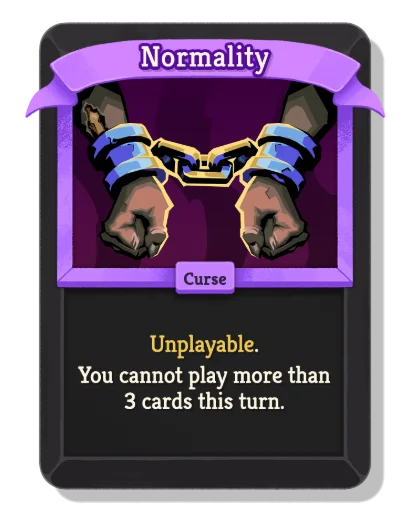 Normality
Curse
Unplayable.
You cannot play more than
3 cards this turn.